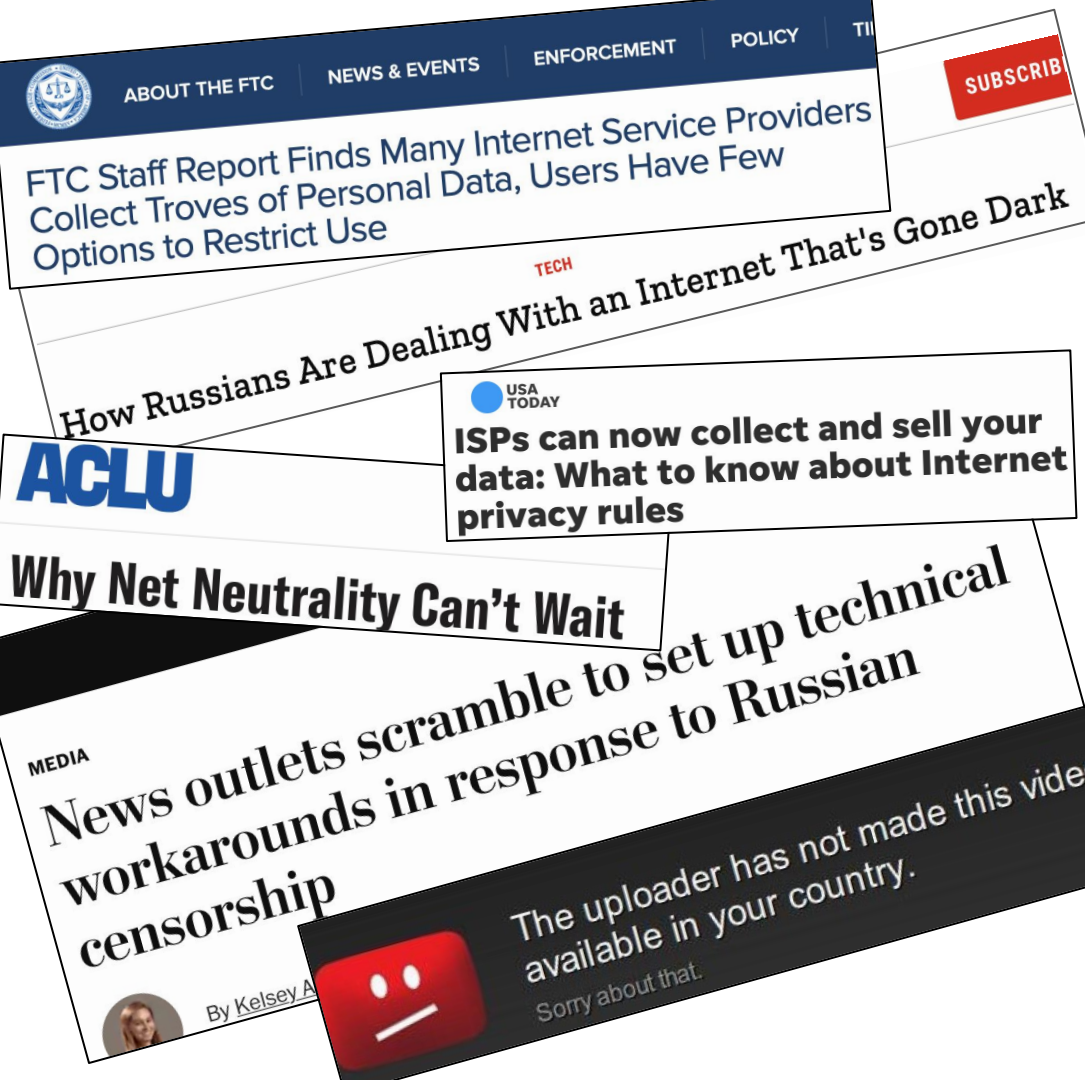 ABOUT THE FTC NEWS & EVENTS ENFORCEMENT POLICY
FTC Staff Report Finds Many Internet Service Providers
Collect Troves of Personal Data, Users Have Few
Options to Restrict Use
SUBSCRIB
TECH
How Russians Are Dealing With an Internet That's Gone Dark
USA
TODAY
ISPs can now collect and sell your
data: What to know about Internet
privacy rules
ACLU
Why Net Neutrality Can't Wait
MEDIA
News outlets scramble to set up technical
workarounds in response to Russian
censorship
By Kelsey A
The uploader has not made this vide
available in your country.
Sorry about that.